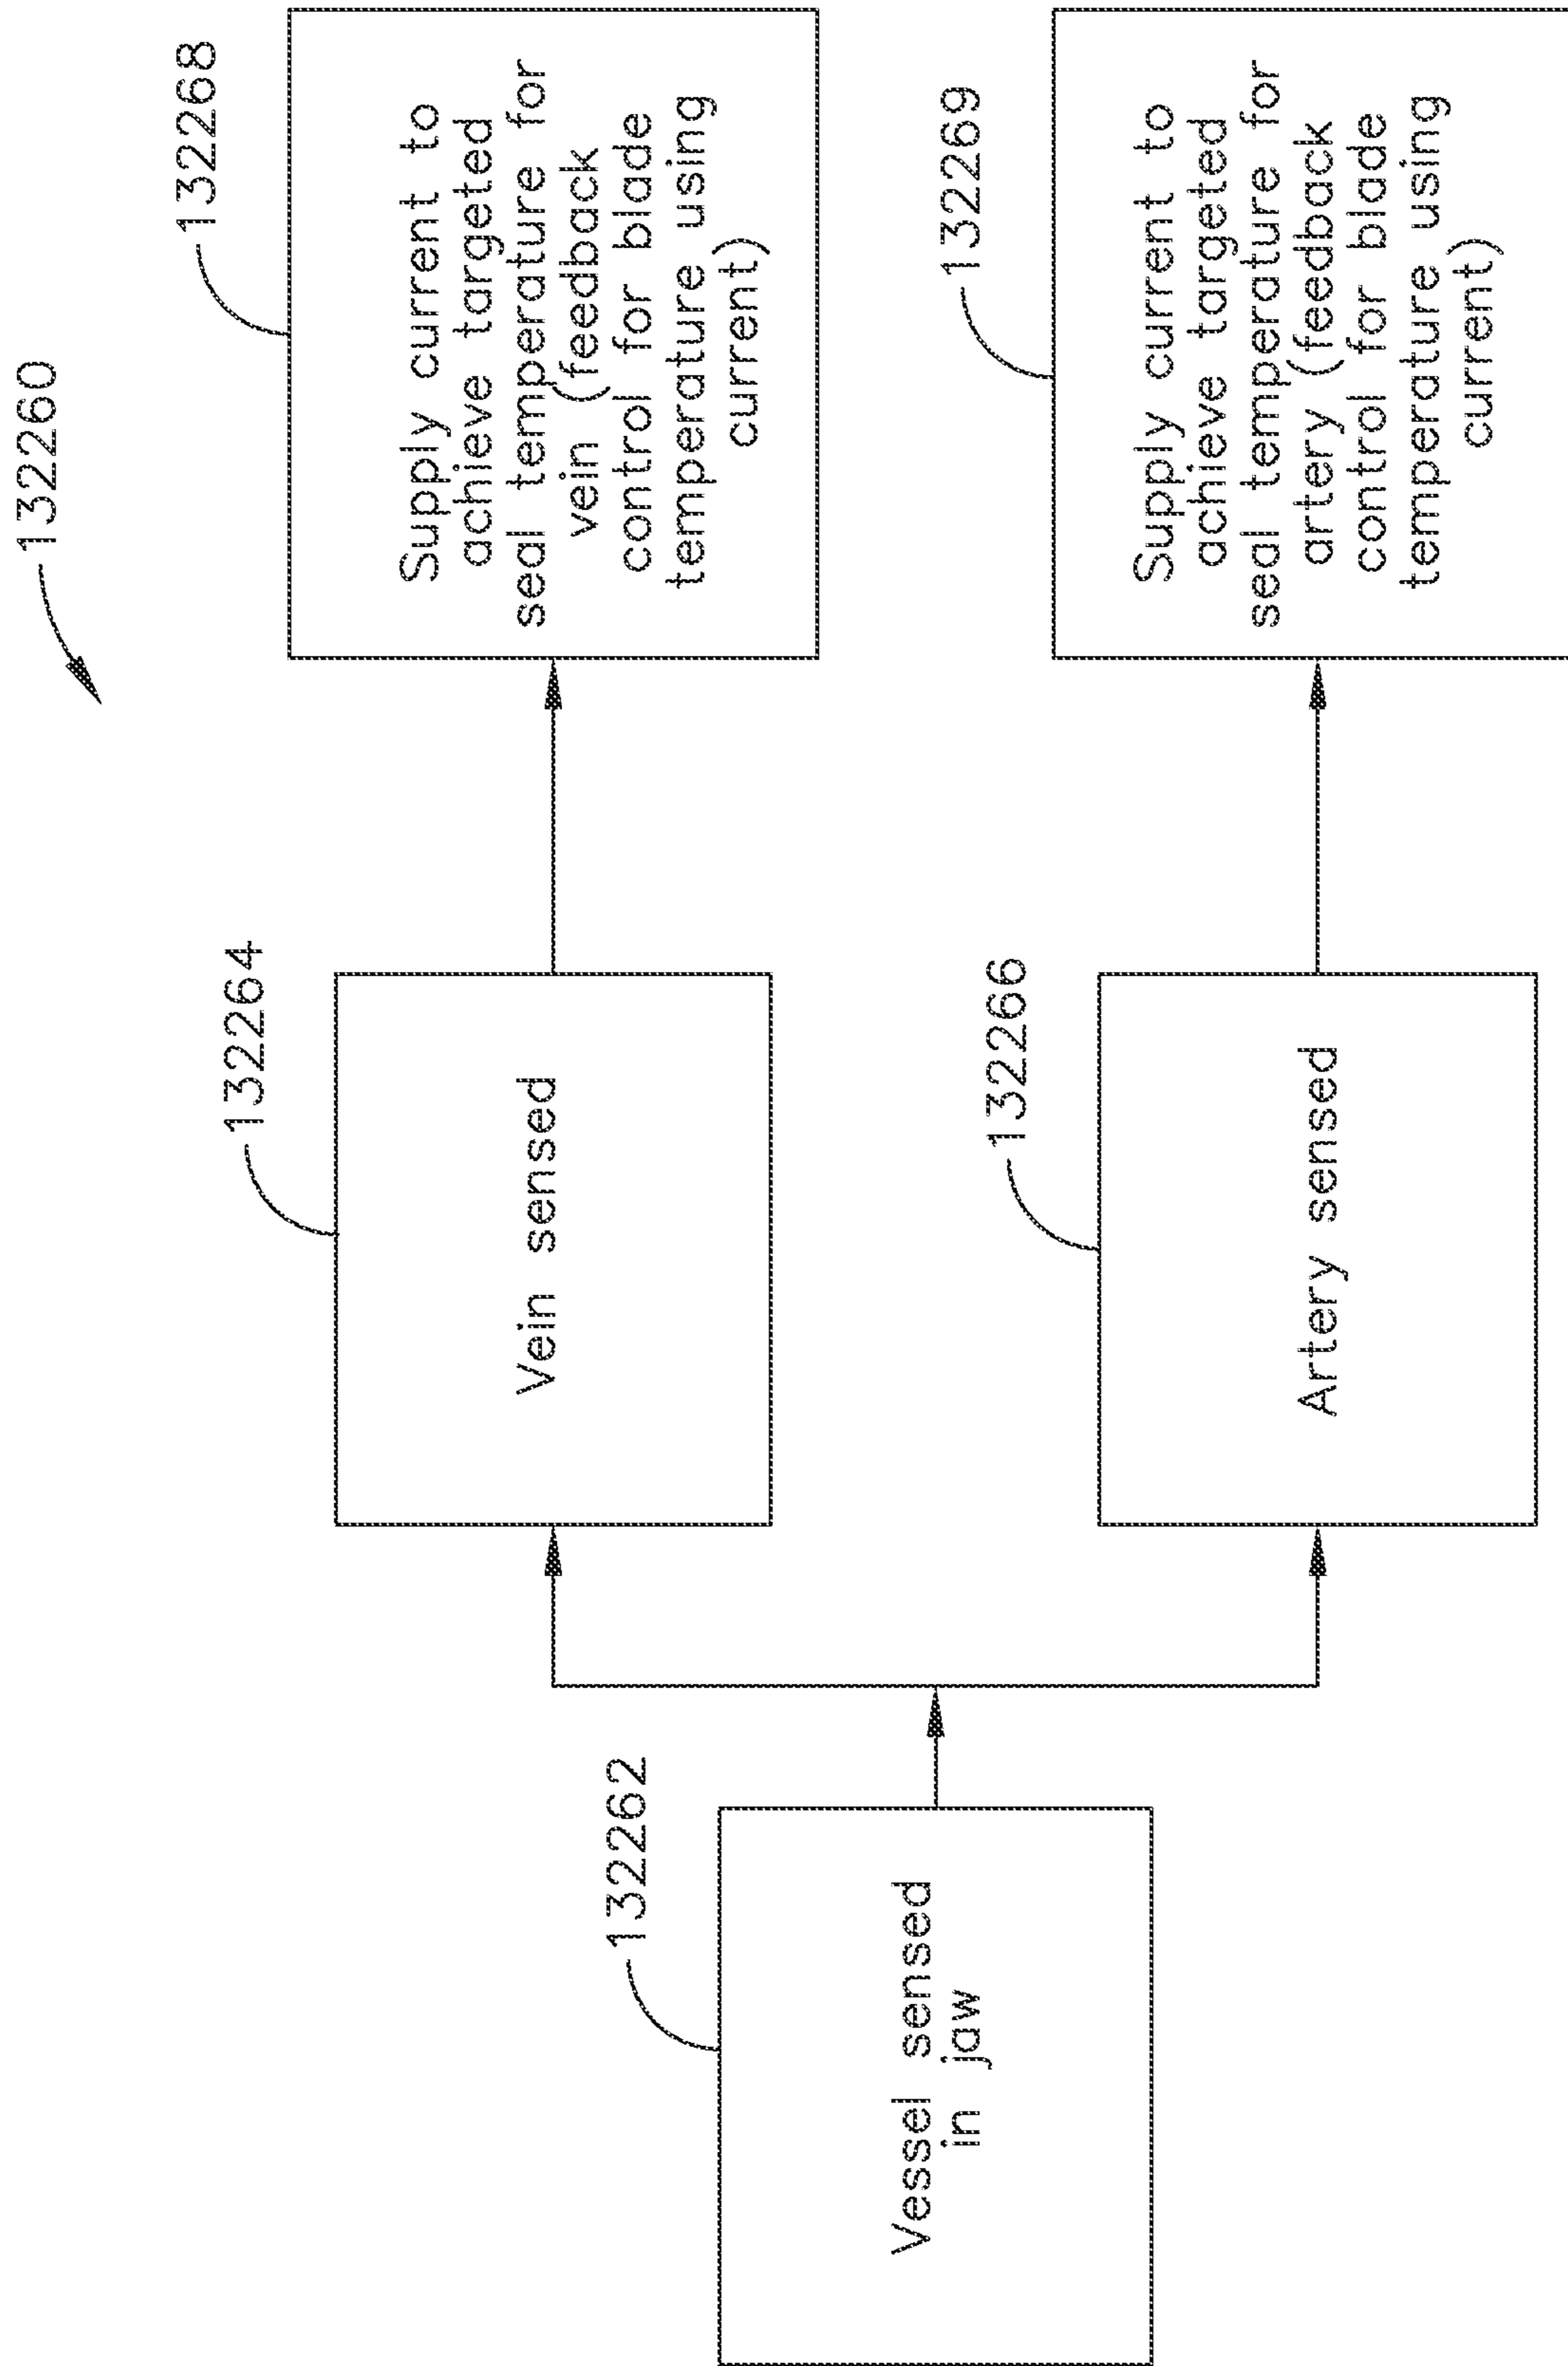 132260
132262
Vessel sensed
in jaw
132264
Vein sensed
132268
Supply current to
achieve targeted
seal temperature for
vein (feedback
control for blade
temperature using
current)
132266
Artery sensed
132269
Supply current to
achieve targeted
seal temperature for
artery (feedback
control for blade
temperature using
current)